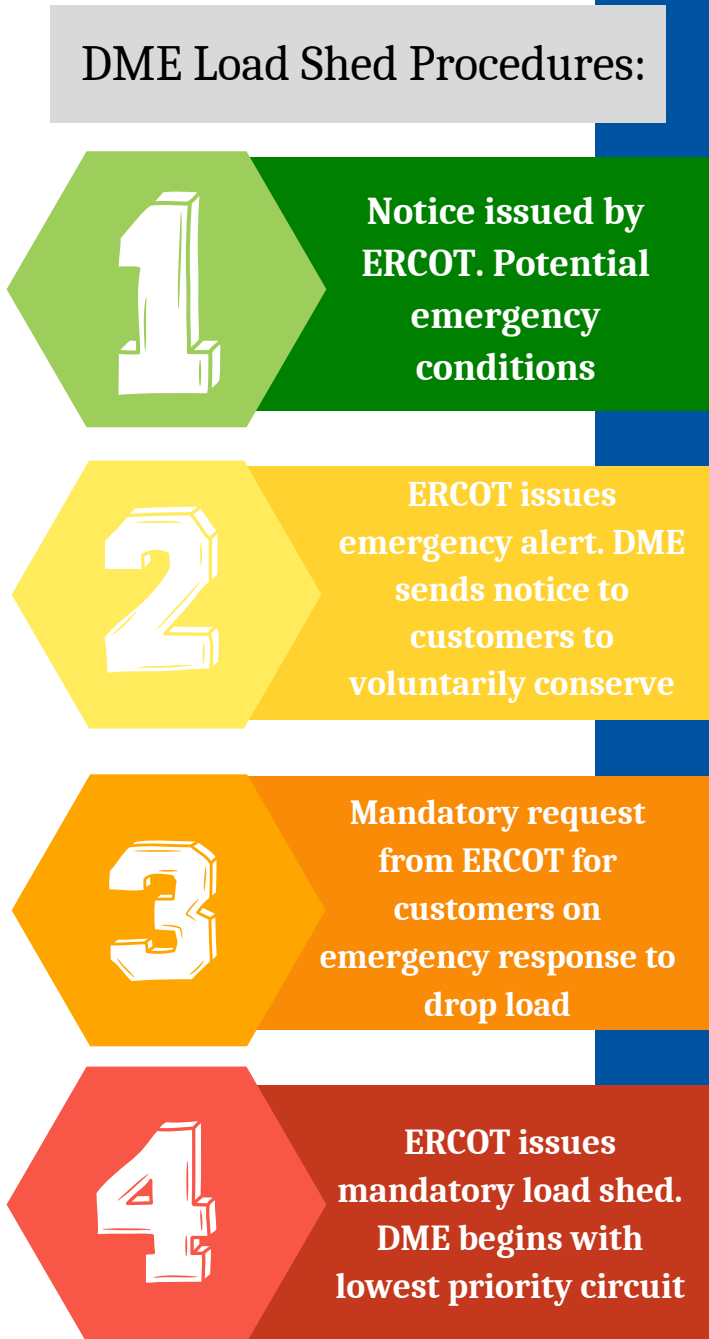 DME Load Shed Procedures:
1
Notice issued by
ERCOT. Potential
emergency
conditions
2
ERCOT issues
emergency alert. DME
sends notice to
customers to
voluntarily conserve
3
Mandatory request
from ERCOT for
customers on
emergency response to
drop load
4
ERCOT issues
mandatory load shed.
DME begins with
lowest priority circuit